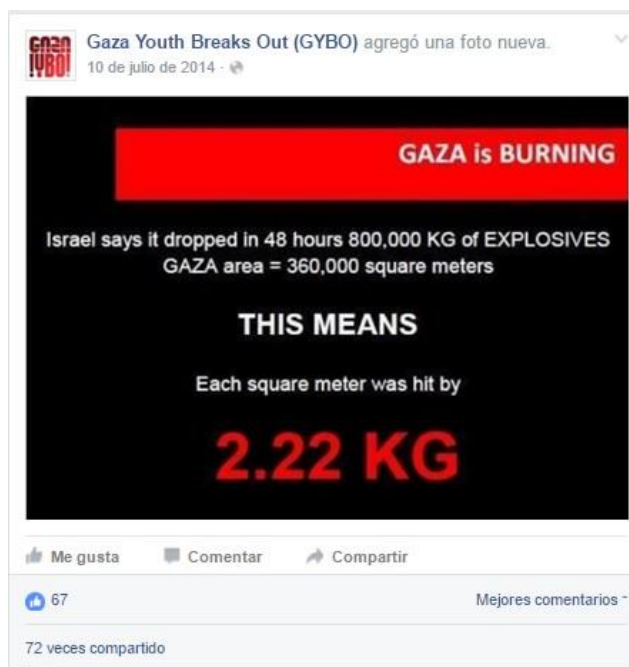 GAZA
!YBO!
Gaza Youth Breaks Out (GYBO) agregó una foto nueva.
10 de julio de 2014 ·
GAZA is BURNING
Israel says it dropped in 48 hours 800,000 KG of EXPLOSIVES
GAZA area = 360,000 square meters
THIS MEANS
Each square meter was hit by
2.22 KG
Me gusta Comentar Compartir
67 Mejores comentarios
72 veces compartido